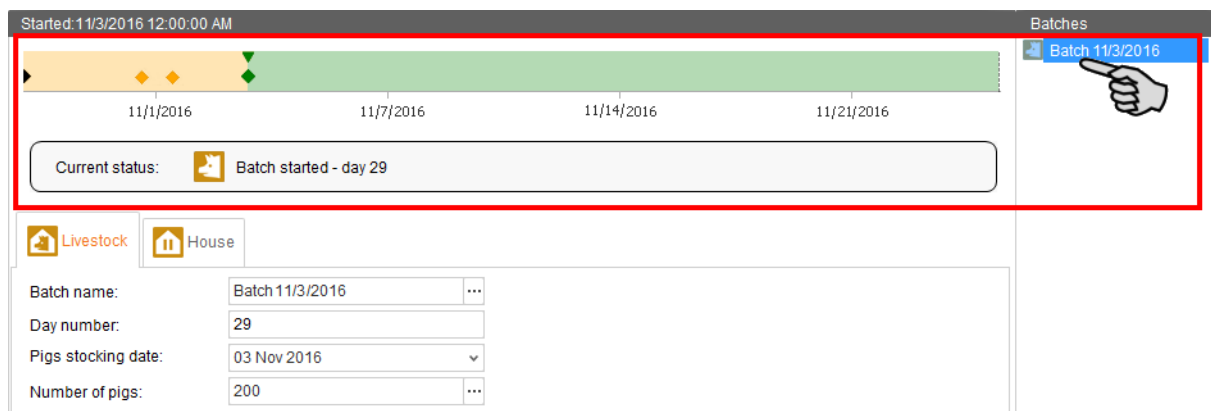 Started:11/3/2016 12:00:00 AM
Batches
Batch 11/3/2016
11/1/2016 11/7/2016 11/14/2016 11/21/2016
Current status: Batch started - day 29
Livestock House
Batch name: Batch 11/3/2016 ...
Day number: 29
Pigs stocking date: 03 Nov 2016
Number of pigs: 200 ...